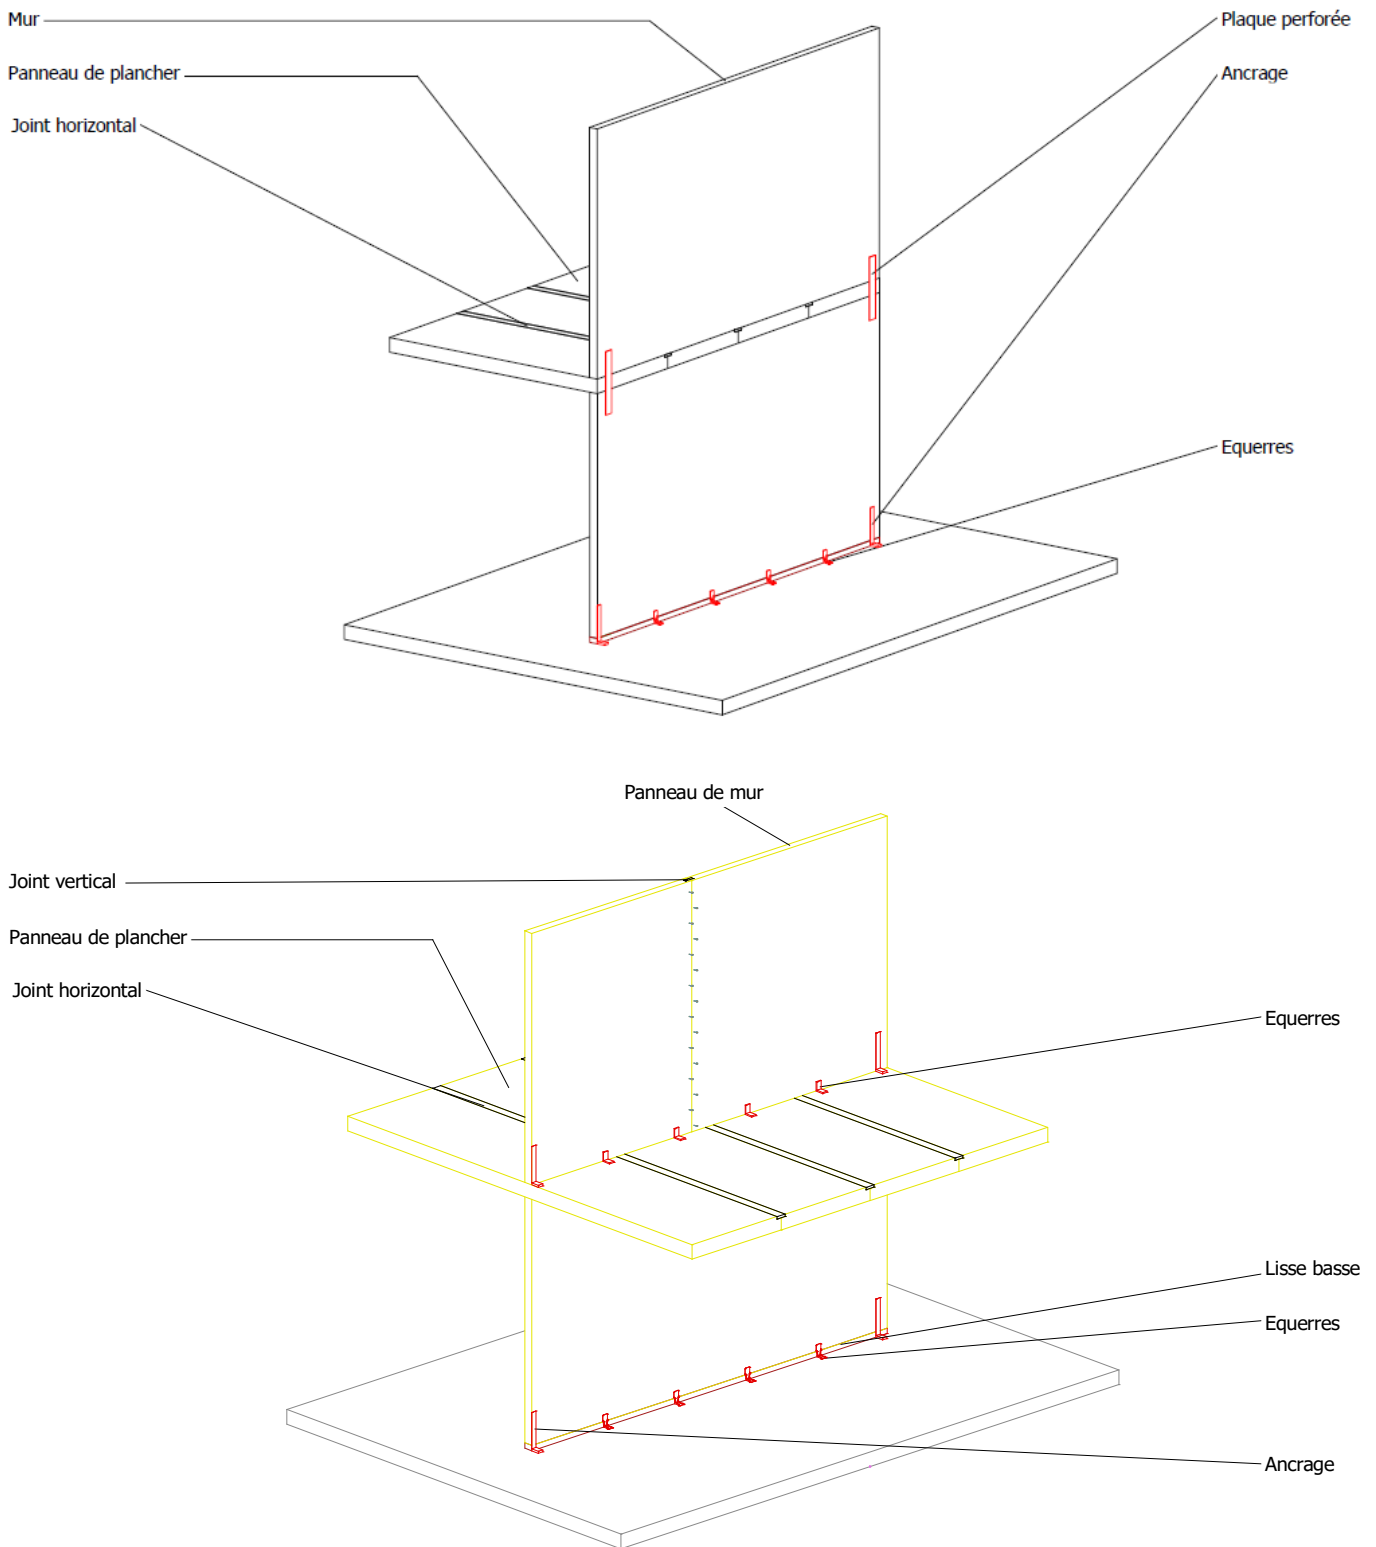 Mur
Plaque perforée
Panneau de plancher
Ancrage
Joint horizontal
Equerres
Panneau de mur
Joint vertical
Panneau de plancher
Joint horizontal
Equerres
Lisse basse
Equerres
Ancrage